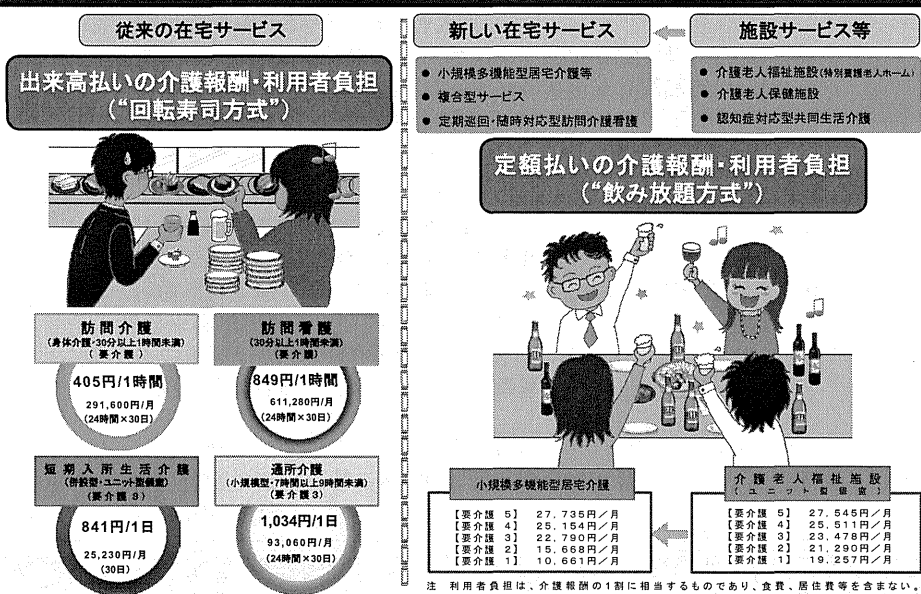 従来の在宅サービス
出来高払いの介護報酬・利用者負担
(“回転寿司方式”)
訪問介護
(身体介護・30分以上1時間未満)
(要介護)
405円/1時間
291,600円/月
(24時間×30日)
訪問看護
(30分以上1時間未満)
(要介護)
849円/1時間
611,280円/月
(24時間×30日)
短期入所生活介護
(併設型・ユニット型個室)
(要介護3)
841円/1日
25,230円/月
(30日)
通所介護
(小規模型・7時間以上9時間未満)
(要介護3)
1,034円/1日
93,060円/月
(24時間×30日)
新しい在宅サービス
● 小規模多機能型居宅介護等
● 複合型サービス
● 定期巡回・随時対応型訪問介護看護
施設サービス等
● 介護老人福祉施設(特別養護老人ホーム)
● 介護老人保健施設
● 認知症対応型共同生活介護
定額払いの介護報酬・利用者負担
(“飲み放題方式”)
小規模多機能型居宅介護
【要介護 5】 27,735円/月
【要介護 4】 25,154円/月
【要介護 3】 22,790円/月
【要介護 2】 15,668円/月
【要介護 1】 10,661円/月
介護老人福祉施設
(ユニット型個室)
【要介護 5】 27,545円/月
【要介護 4】 25,511円/月
【要介護 3】 23,478円/月
【要介護 2】 21,290円/月
【要介護 1】 19,257円/月
注 利用者負担は、介護報酬の1割に相当するものであり、食費、居住費等を含まない。